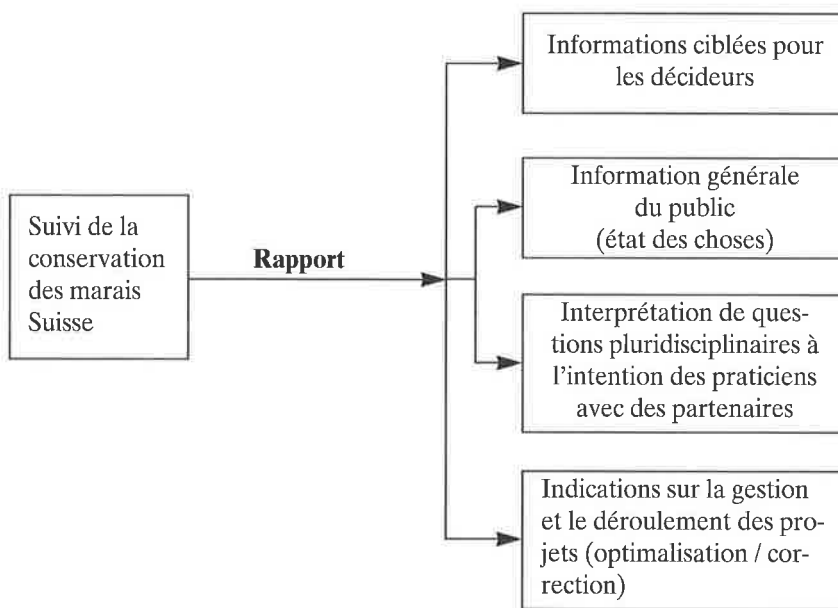 Suivi de la
conservation
des marais
Suisse
Rapport
Informations ciblées pour
les décideurs
Information générale
du public
(état des choses)
Interprétation de ques-
tions pluridisciplinaires à
l'intention des praticiens
avec des partenaires
Indications sur la gestion
et le déroulement des pro-
jets (optimalisation / cor-
rection)